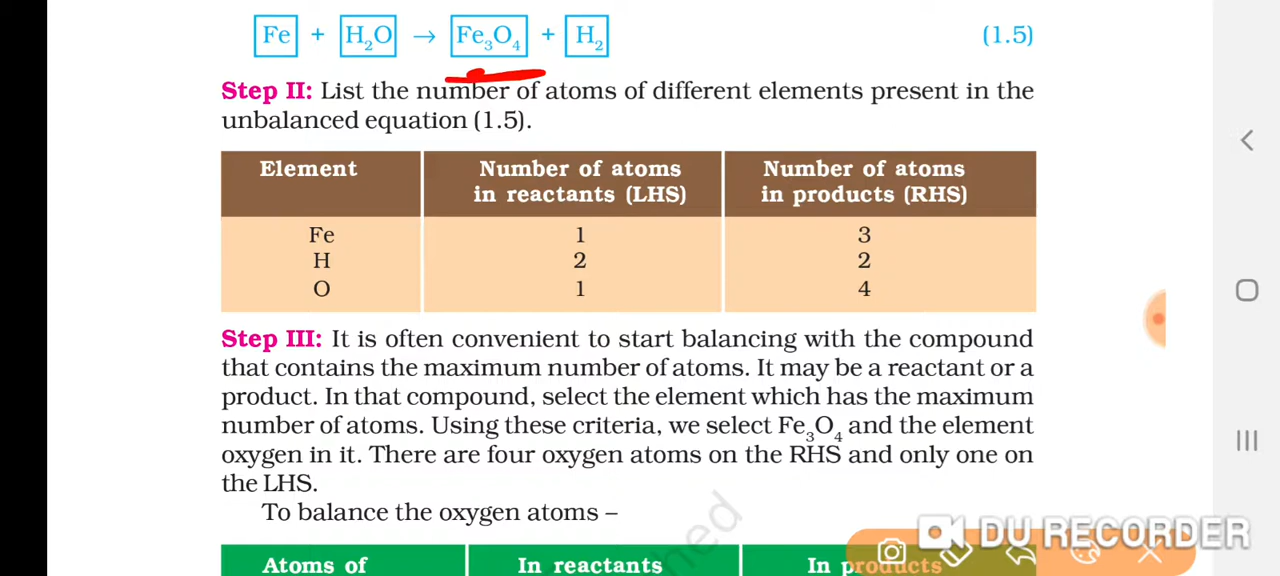 Fe + H₂O → Fe₃O₄ + H₂ (1.5)
Step II: List the number of atoms of different elements present in the
unbalanced equation (1.5).
Element Number of atoms in reactants (LHS) Number of atoms in products (RHS)
Fe 1 3
H 2 2
O 1 4
Step III: It is often convenient to start balancing with the compound
that contains the maximum number of atoms. It may be a reactant or a
product. In that compound, select the element which has the maximum
number of atoms. Using these criteria, we select Fe₃O₄ and the element
oxygen in it. There are four oxygen atoms on the RHS and only one on
the LHS.
To balance the oxygen atoms –
Atoms of In reactants In products
DU RECORDER